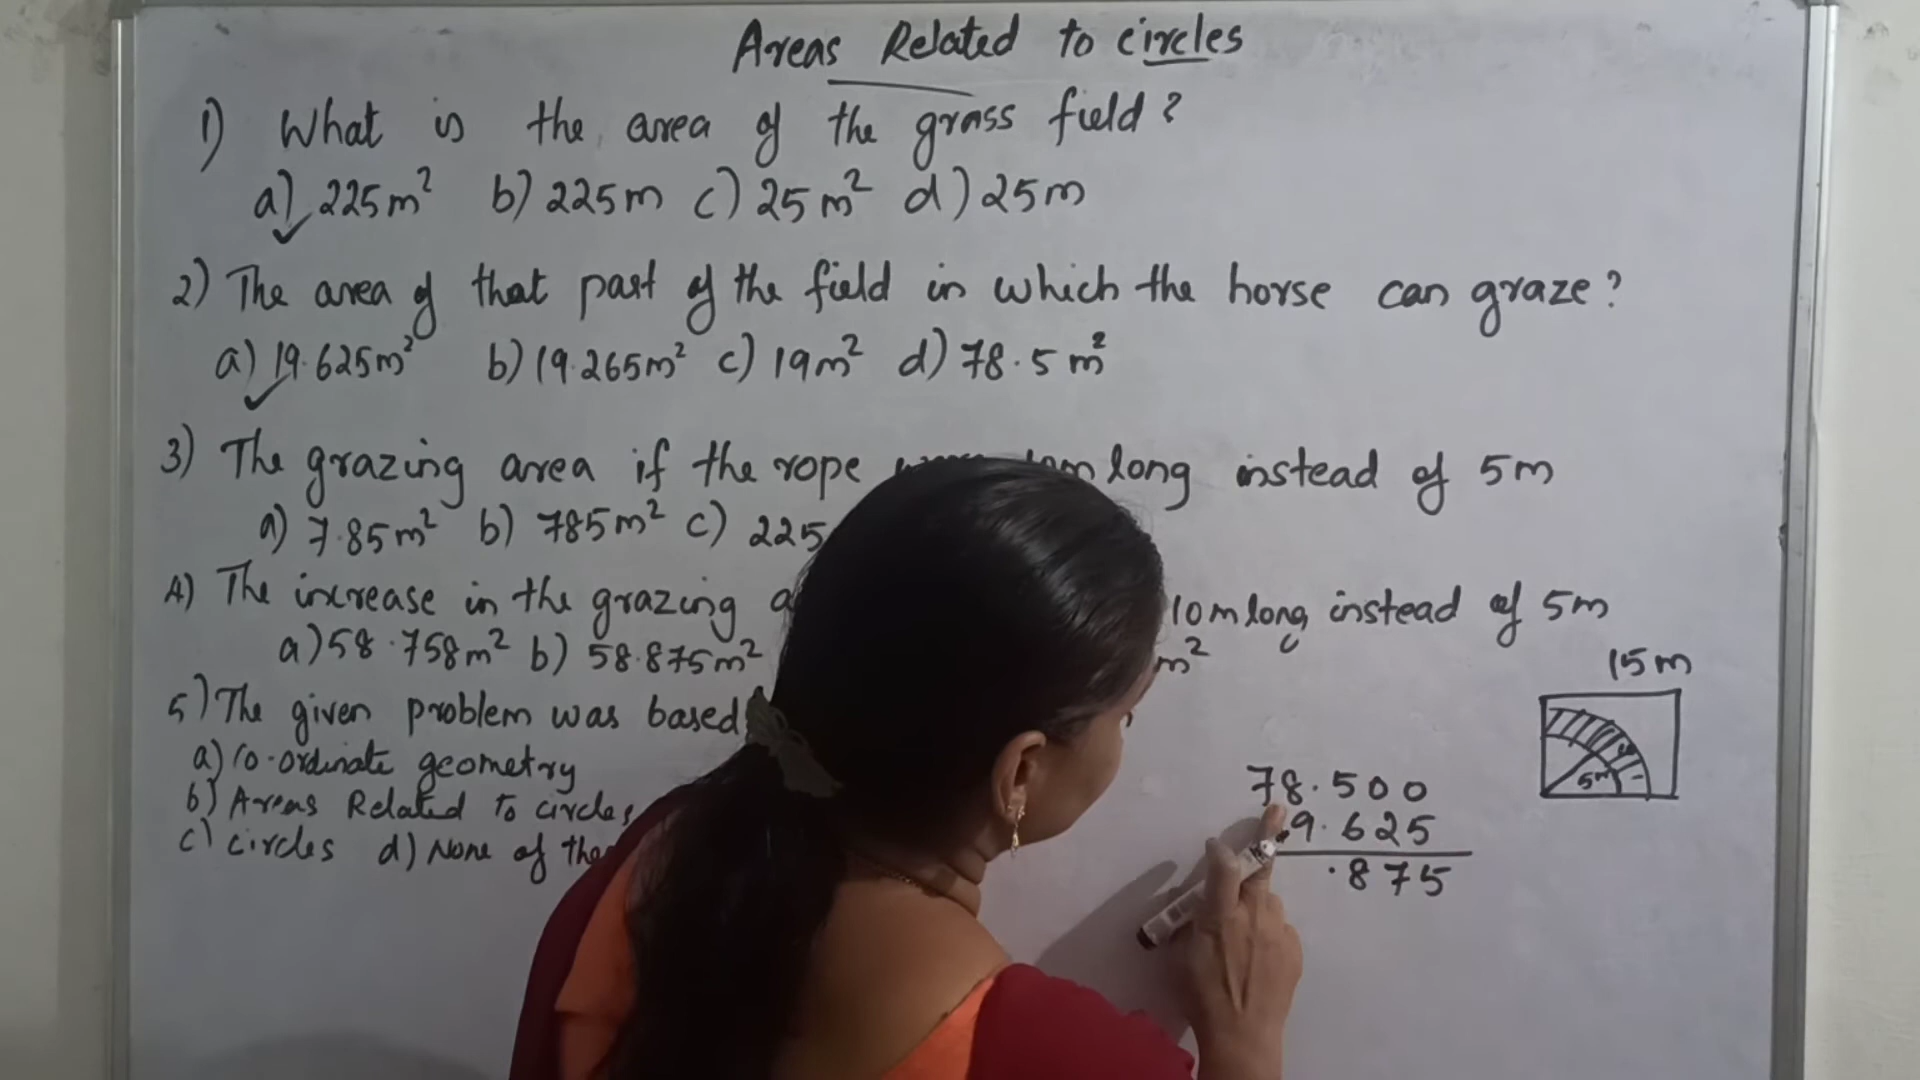 Areas Related to circles
1) What is the area of the grass field?
a) 225m² b) 225m c) 25m² d) 25m
2) The area of that part of the field in which the horse can graze?
a) 19.625m² b) 19.265m² c) 19m² d) 78.5m²
3) The grazing area if the rope long instead of 5m
a) 7.85m² b) 785m² c) 225
4) The increase in the grazing 10m long instead of 5m
a) 58.758m² b) 58.875m² m²
5) The given problem was based
a) co-ordinate geometry
b) Areas Related to circles
c) circles d) None of the
15m
5m
78.500
9.625
.875